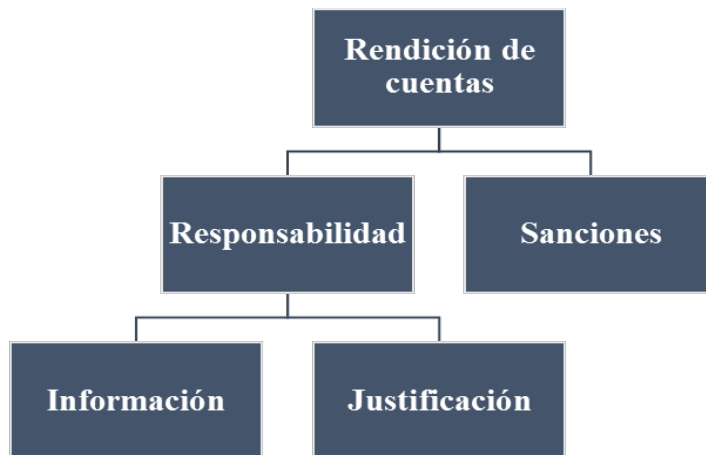 Rendición de
cuentas
Responsabilidad
Sanciones
Información
Justificación